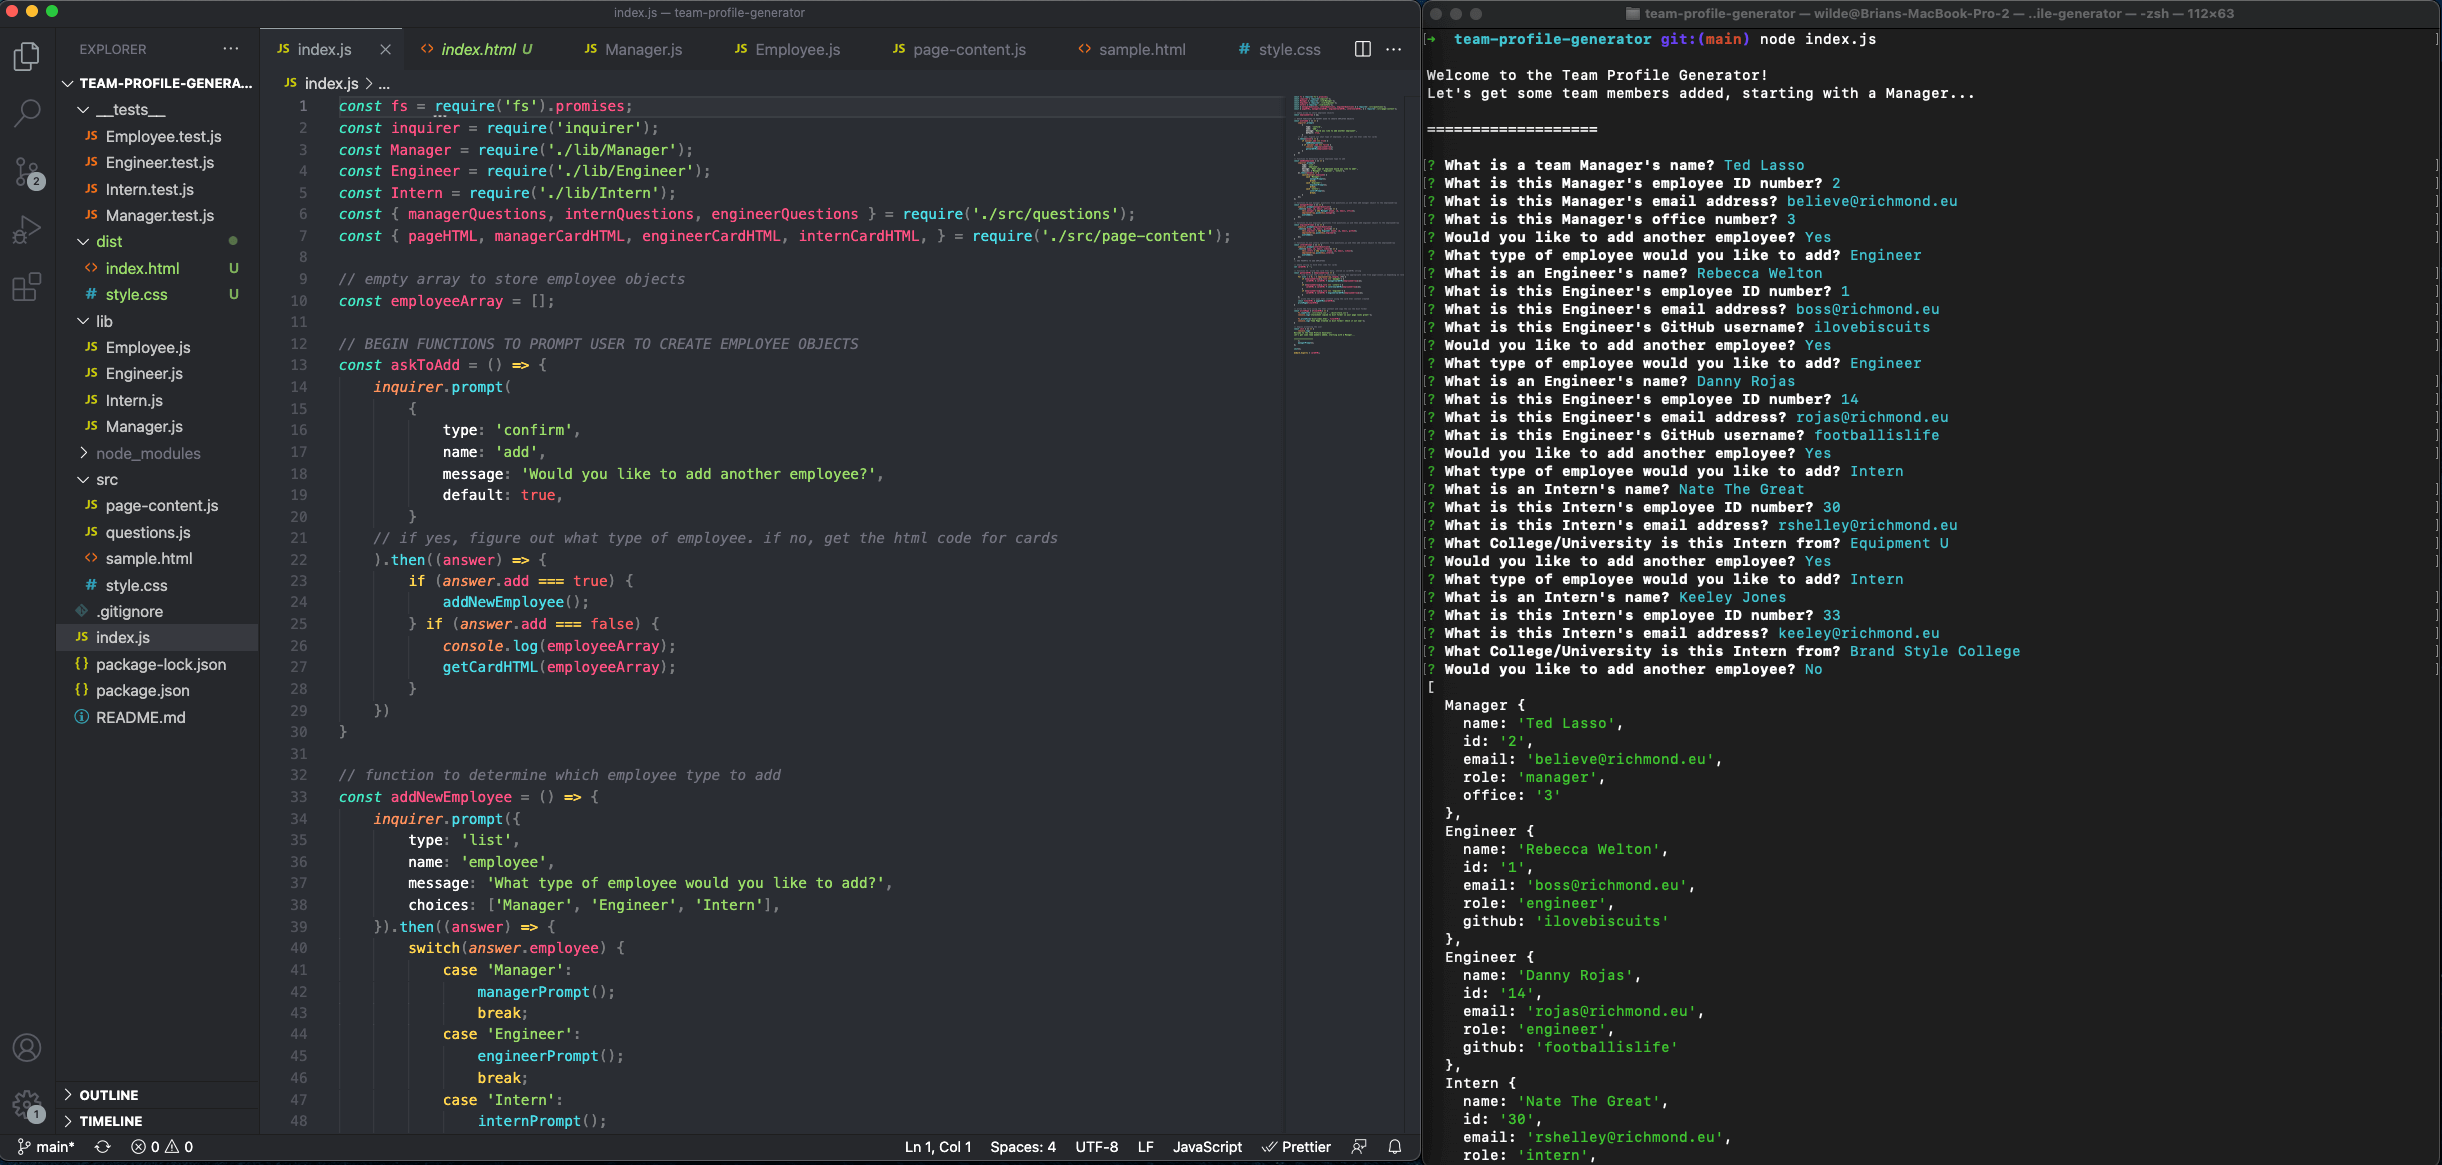 index.js — team-profile-generator
EXPLORER
TEAM-PROFILE-GENERA...
__tests__
JS Employee.test.js
JS Engineer.test.js
JS Intern.test.js
JS Manager.test.js
dist
<> index.html U
# style.css U
lib
JS Employee.js
JS Engineer.js
JS Intern.js
JS Manager.js
node_modules
src
JS page-content.js
JS questions.js
<> sample.html
# style.css
.gitignore
JS index.js
{} package-lock.json
{} package.json
README.md
OUTLINE
TIMELINE
2
1
JS index.js <> index.html U JS Manager.js JS Employee.js JS page-content.js <> sample.html # style.css
JS index.js > ...
1 const fs = require('fs').promises;
2 const inquirer = require('inquirer');
3 const Manager = require('./lib/Manager');
4 const Engineer = require('./lib/Engineer');
5 const Intern = require('./lib/Intern');
6 const { managerQuestions, internQuestions, engineerQuestions } = require('./src/questions');
7 const { pageHTML, managerCardHTML, engineerCardHTML, internCardHTML, } = require('./src/page-content');
8
9 // empty array to store employee objects
10 const employeeArray = [];
11
12 // BEGIN FUNCTIONS TO PROMPT USER TO CREATE EMPLOYEE OBJECTS
13 const askToAdd = () => {
14 inquirer.prompt(
15 {
16 type: 'confirm',
17 name: 'add',
18 message: 'Would you like to add another employee?',
19 default: true,
20 }
21 // if yes, figure out what type of employee. if no, get the html code for cards
22 ).then((answer) => {
23 if (answer.add === true) {
24 addNewEmployee();
25 } if (answer.add === false) {
26 console.log(employeeArray);
27 getCardHTML(employeeArray);
28 }
29 })
30 }
31
32 // function to determine which employee type to add
33 const addNewEmployee = () => {
34 inquirer.prompt({
35 type: 'list',
36 name: 'employee',
37 message: 'What type of employee would you like to add?',
38 choices: ['Manager', 'Engineer', 'Intern'],
39 }).then((answer) => {
40 switch(answer.employee) {
41 case 'Manager':
42 managerPrompt();
43 break;
44 case 'Engineer':
45 engineerPrompt();
46 break;
47 case 'Intern':
48 internPrompt();
main* 0 0 Ln 1, Col 1 Spaces: 4 UTF-8 LF JavaScript Prettier
team-profile-generator — wilde@Brians-MacBook-Pro-2 — ..ile-generator — -zsh — 112×63
➜ team-profile-generator git:(main) node index.js
Welcome to the Team Profile Generator!
Let's get some team members added, starting with a Manager...
===================
? What is a team Manager's name? Ted Lasso
? What is this Manager's employee ID number? 2
? What is this Manager's email address? believe@richmond.eu
? What is this Manager's office number? 3
? Would you like to add another employee? Yes
? What type of employee would you like to add? Engineer
? What is an Engineer's name? Rebecca Welton
? What is this Engineer's employee ID number? 1
? What is this Engineer's email address? boss@richmond.eu
? What is this Engineer's GitHub username? ilovebiscuits
? Would you like to add another employee? Yes
? What type of employee would you like to add? Engineer
? What is an Engineer's name? Danny Rojas
? What is this Engineer's employee ID number? 14
? What is this Engineer's email address? rojas@richmond.eu
? What is this Engineer's GitHub username? footballislife
? Would you like to add another employee? Yes
? What type of employee would you like to add? Intern
? What is an Intern's name? Nate The Great
? What is this Intern's employee ID number? 30
? What is this Intern's email address? rshelley@richmond.eu
? What College/University is this Intern from? Equipment U
? Would you like to add another employee? Yes
? What type of employee would you like to add? Intern
? What is an Intern's name? Keeley Jones
? What is this Intern's employee ID number? 33
? What is this Intern's email address? keeley@richmond.eu
? What College/University is this Intern from? Brand Style College
? Would you like to add another employee? No
[
Manager {
name: 'Ted Lasso',
id: '2',
email: 'believe@richmond.eu',
role: 'manager',
office: '3'
},
Engineer {
name: 'Rebecca Welton',
id: '1',
email: 'boss@richmond.eu',
role: 'engineer',
github: 'ilovebiscuits'
},
Engineer {
name: 'Danny Rojas',
id: '14',
email: 'rojas@richmond.eu',
role: 'engineer',
github: 'footballislife'
},
Intern {
name: 'Nate The Great',
id: '30',
email: 'rshelley@richmond.eu',
role: 'intern',